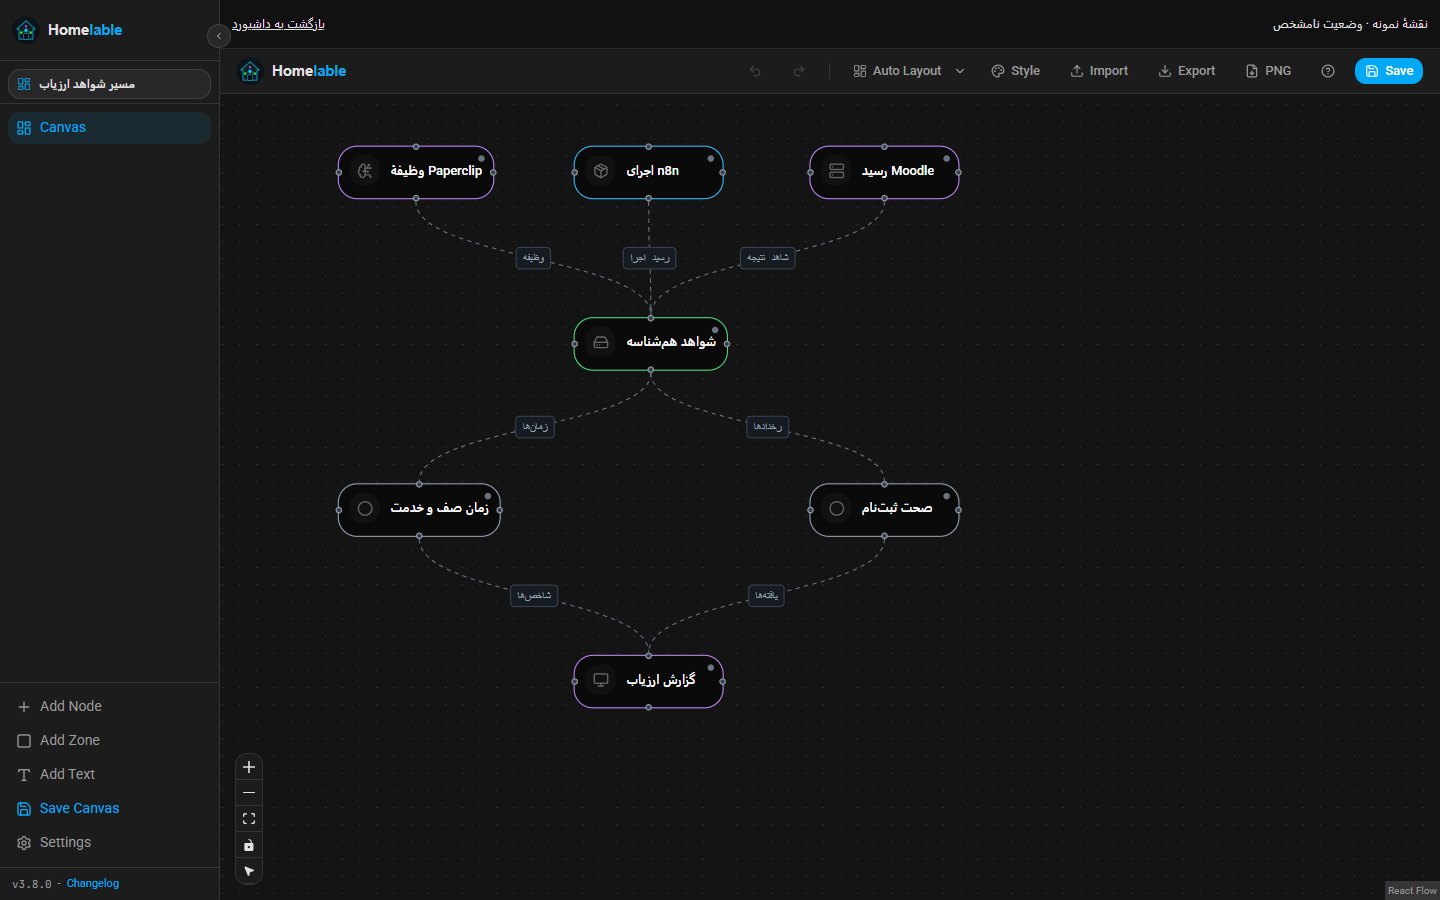 Homelable
بازگشت به داشبورد
نقشهٔ نمونه · وضعیت نامشخص
مسیر شواهد ارزیاب
Canvas
Homelable
Auto Layout
Style
Import
Export
PNG
Save
وظیفهٔ Paperclip
اجرای n8n
رسید Moodle
وظیفه
رسید اجرا
شاهد نتیجه
شواهد هم‌شناسه
زمان‌ها
رخدادها
زمان صف و خدمت
صحت ثبت‌نام
شاخص‌ها
یافته‌ها
گزارش ارزیاب
Add Node
Add Zone
Add Text
Save Canvas
Settings
v3.8.0 - Changelog
React Flow